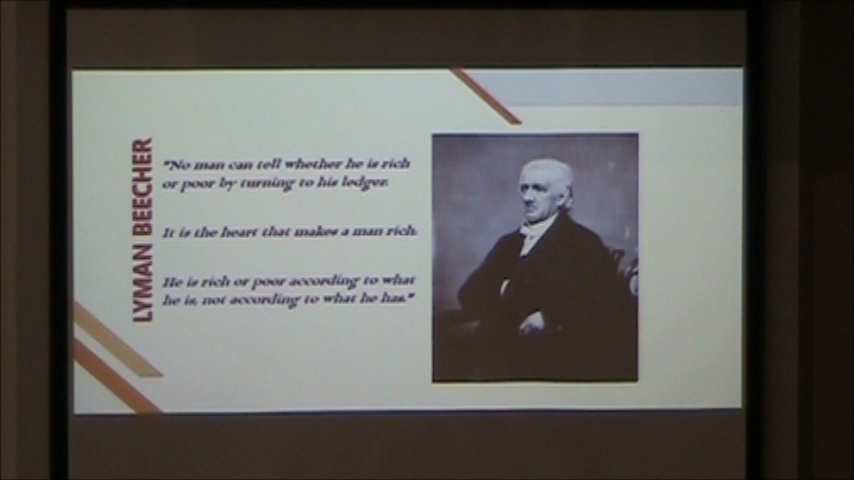 LYMAN BEECHER
"No man can tell whether he is rich
or poor by turning to his ledger.
It is the heart that makes a man rich.
He is rich or poor according to what
he is, not according to what he has."